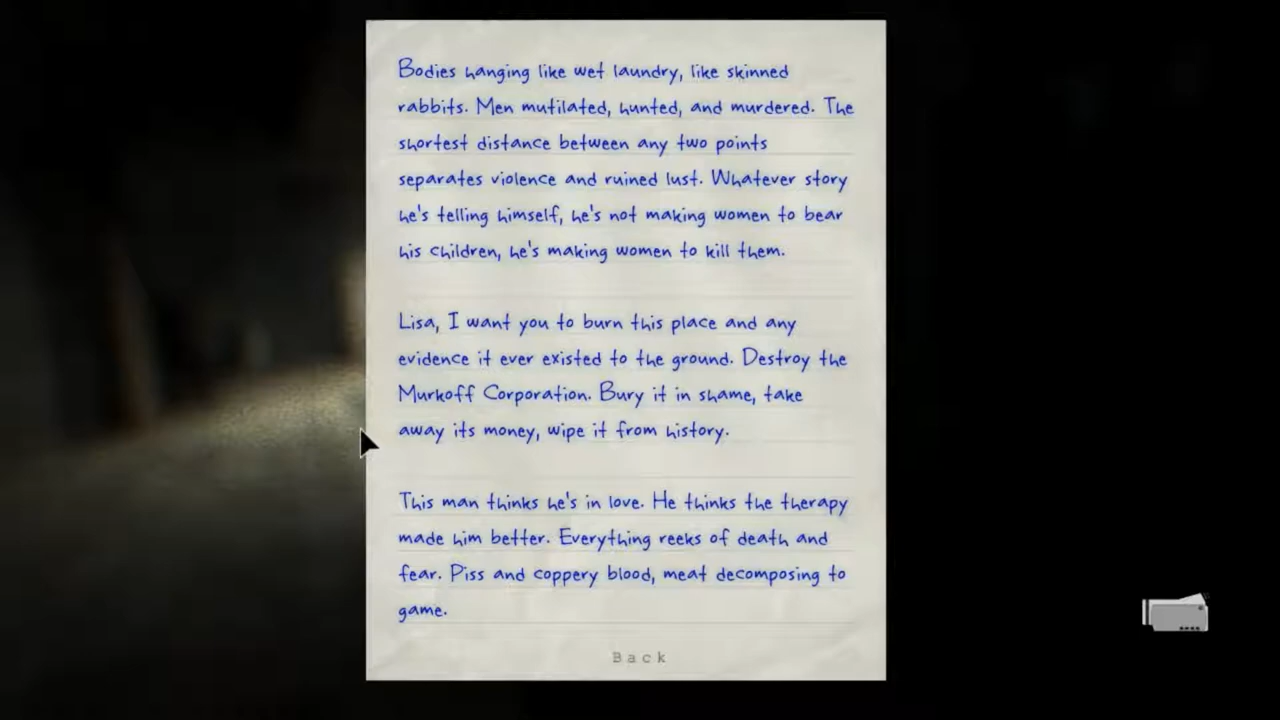 Bodies hanging like wet laundry, like skinned
rabbits. Men mutilated, hunted, and murdered. The
shortest distance between any two points
separates violence and ruined lust. Whatever story
he's telling himself, he's not making women to bear
his children, he's making women to kill them.
Lisa, I want you to burn this place and any
evidence it ever existed to the ground. Destroy the
Murkoff Corporation. Bury it in shame, take
away its money, wipe it from history.
This man thinks he's in love. He thinks the therapy
made him better. Everything reeks of death and
fear. Piss and coppery blood, meat decomposing to
game.
Back